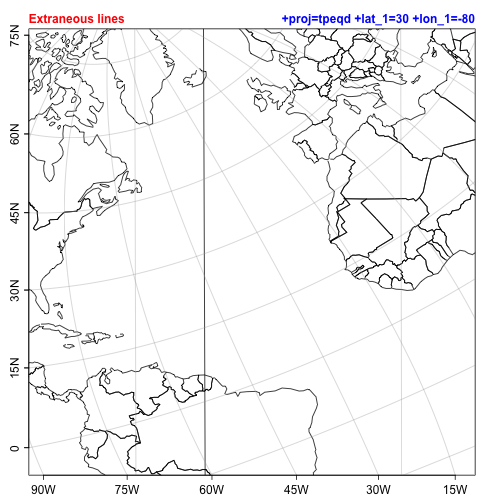 Extraneous lines
+proj=tpeqd +lat_1=30 +lon_1=-80
75N
60N
45N
30N
15N
0
90W
75W
60W
45W
30W
15W